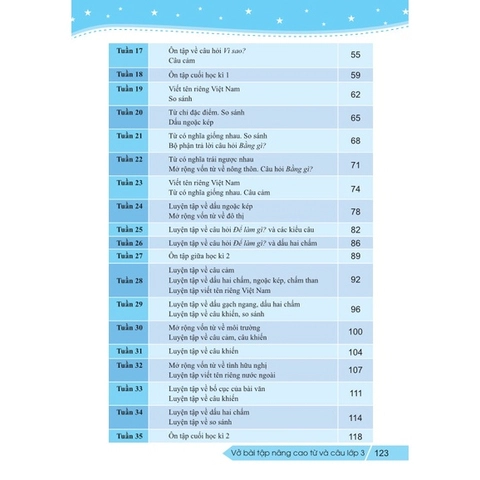 Tuần 17 Ôn tập về câu hỏi Vì sao? 55
Câu cảm
Tuần 18 Ôn tập cuối học kì 1 59
Tuần 19 Viết tên riêng Việt Nam 62
So sánh
Tuần 20 Từ chỉ đặc điểm. So sánh 65
Dấu ngoặc kép
Tuần 21 Từ có nghĩa giống nhau. So sánh 68
Bộ phận trả lời câu hỏi Bằng gì?
Tuần 22 Từ có nghĩa trái ngược nhau 71
Mở rộng vốn từ về nông thôn. Câu hỏi Bằng gì?
Tuần 23 Viết tên riêng Việt Nam 74
Từ có nghĩa giống nhau. Câu cảm
Tuần 24 Luyện tập về dấu ngoặc kép 78
Mở rộng vốn từ về đô thị
Tuần 25 Luyện tập về câu hỏi Để làm gì? và các kiểu câu 82
Tuần 26 Luyện tập về câu hỏi Để làm gì? và dấu hai chấm 86
Tuần 27 Ôn tập giữa học kì 2 89
Tuần 28 Luyện tập về câu cảm 92
Luyện tập về dấu hai chấm, ngoặc kép, chấm than
Luyện tập viết tên riêng Việt Nam
Tuần 29 Luyện tập về dấu gạch ngang, dấu hai chấm 96
Luyện tập về câu khiến, so sánh
Tuần 30 Mở rộng vốn từ về môi trường 100
Luyện tập về câu cảm, câu khiến
Tuần 31 Luyện tập về câu khiến 104
Tuần 32 Mở rộng vốn từ về tình hữu nghị 107
Luyện tập viết tên riêng nước ngoài
Tuần 33 Luyện tập về bố cục của bài văn 111
Luyện tập về câu khiến
Tuần 34 Luyện tập về dấu hai chấm 114
Luyện tập về so sánh
Tuần 35 Ôn tập cuối học kì 2 118
Vở bài tập nâng cao từ và câu lớp 3 123